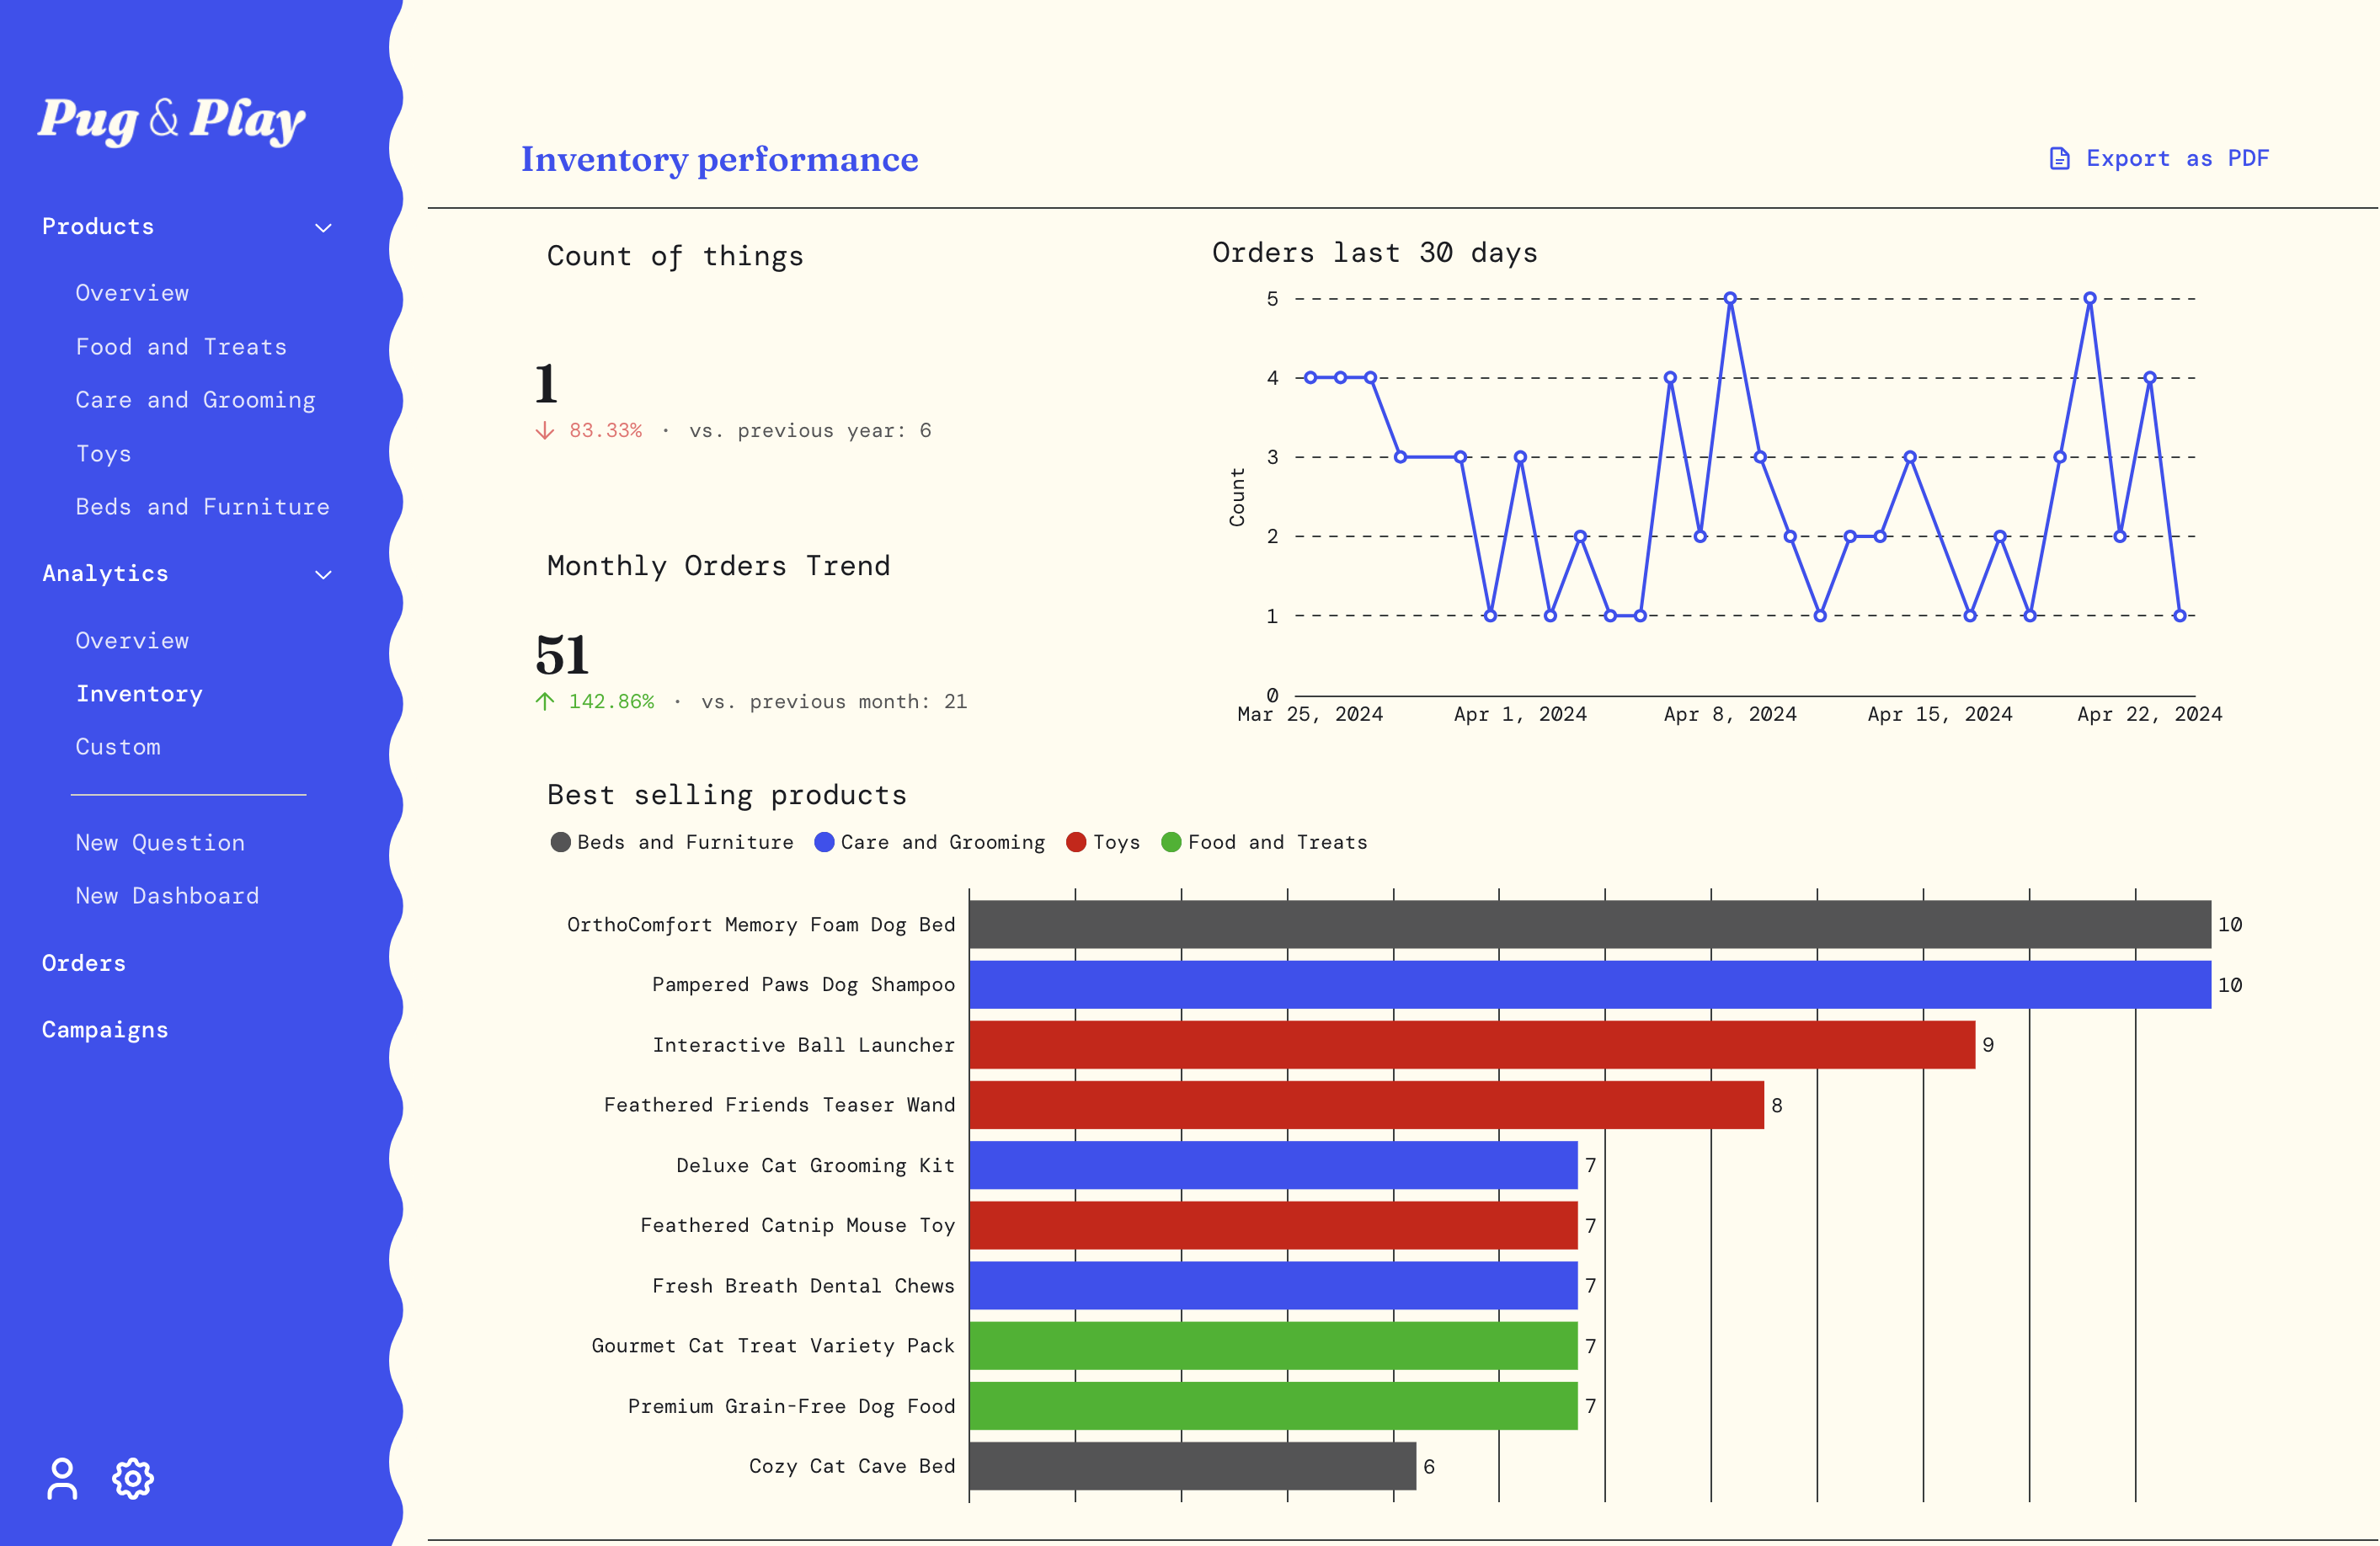 Pug & Play
Products
Overview
Food and Treats
Care and Grooming
Toys
Beds and Furniture
Analytics
Overview
Inventory
Custom
New Question
New Dashboard
Orders
Campaigns
Inventory performance
Export as PDF
Count of things
1
83.33% · vs. previous year: 6
Monthly Orders Trend
51
142.86% · vs. previous month: 21
Orders last 30 days
Count
5
4
3
2
1
0
Mar 25, 2024 Apr 1, 2024 Apr 8, 2024 Apr 15, 2024 Apr 22, 2024
Best selling products
Beds and Furniture Care and Grooming Toys Food and Treats
OrthoComfort Memory Foam Dog Bed 10
Pampered Paws Dog Shampoo 10
Interactive Ball Launcher 9
Feathered Friends Teaser Wand 8
Deluxe Cat Grooming Kit 7
Feathered Catnip Mouse Toy 7
Fresh Breath Dental Chews 7
Gourmet Cat Treat Variety Pack 7
Premium Grain-Free Dog Food 7
Cozy Cat Cave Bed 6